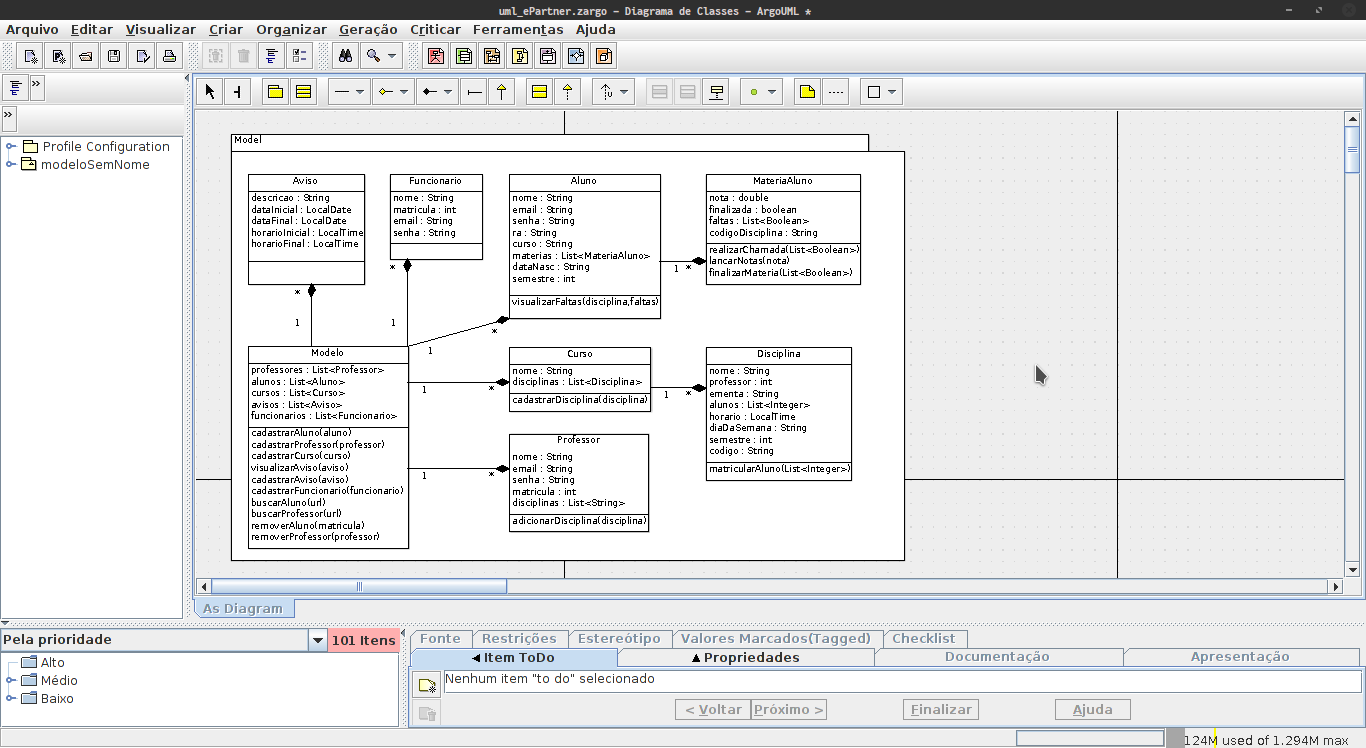 uml_ePartner.zargo - Diagrama de Classes - ArgoUML *
Arquivo Editar Visualizar Criar Organizar Geração Criticar Ferramentas Ajuda
Profile Configuration
modeloSemNome
Model
Aviso
descricao : String
dataInicial : LocalDate
dataFinal : LocalDate
horarioInicial : LocalTime
horarioFinal : LocalTime
Funcionario
nome : String
matricula : int
email : String
senha : String
Aluno
nome : String
email : String
senha : String
ra : String
curso : String
materias : List<MateriaAluno>
dataNasc : String
semestre : int
visualizarFaltas(disciplina,faltas)
MateriaAluno
nota : double
finalizada : boolean
faltas : List<Boolean>
codigoDisciplina : String
realizarChamada(List<Boolean>)
lancarNotas(nota)
finalizarMateria(List<Boolean>)
1 *
* *
1 1
*
1
Modelo
professores : List<Professor>
alunos : List<Aluno>
cursos : List<Curso>
avisos : List<Aviso>
funcionarios : List<Funcionario>
cadastrarAluno(aluno)
cadastrarProfessor(professor)
cadastrarCurso(curso)
visualizarAviso(aviso)
cadastrarAviso(aviso)
cadastrarFuncionario(funcionario)
buscarAluno(url)
buscarProfessor(url)
removerAluno(matricula)
removerProfessor(professor)
1 *
Curso
nome : String
disciplinas : List<Disciplina>
cadastrarDisciplina(disciplina)
1 *
Disciplina
nome : String
professor : int
ementa : String
alunos : List<Integer>
horario : LocalTime
diaDaSemana : String
semestre : int
codigo : String
matricularAluno(List<Integer>)
1 *
Professor
nome : String
email : String
senha : String
matricula : int
disciplinas : List<String>
adicionarDisciplina(disciplina)
As Diagram
Pela prioridade 101 Itens
Alto
Médio
Baixo
Fonte Restrições Estereótipo Valores Marcados(Tagged) Checklist
Item ToDo Propriedades Documentação Apresentação
Nenhum item "to do" selecionado
< Voltar Próximo > Finalizar Ajuda
124M used of 1.294M max